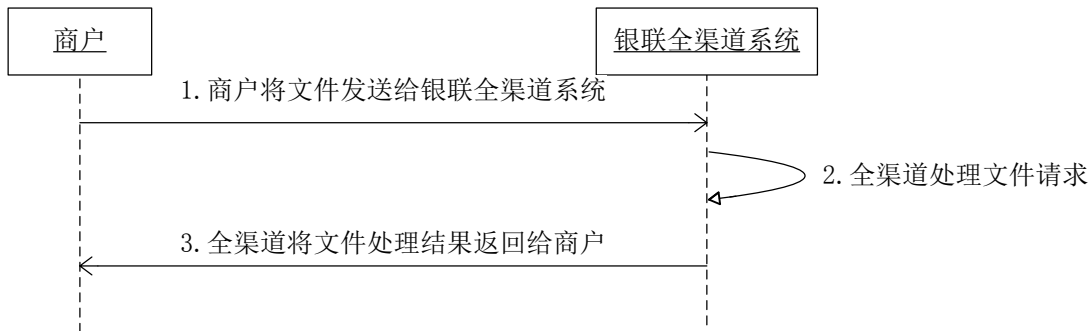 商户
银联全渠道系统
1.商户将文件发送给银联全渠道系统
2.全渠道处理文件请求
3.全渠道将文件处理结果返回给商户